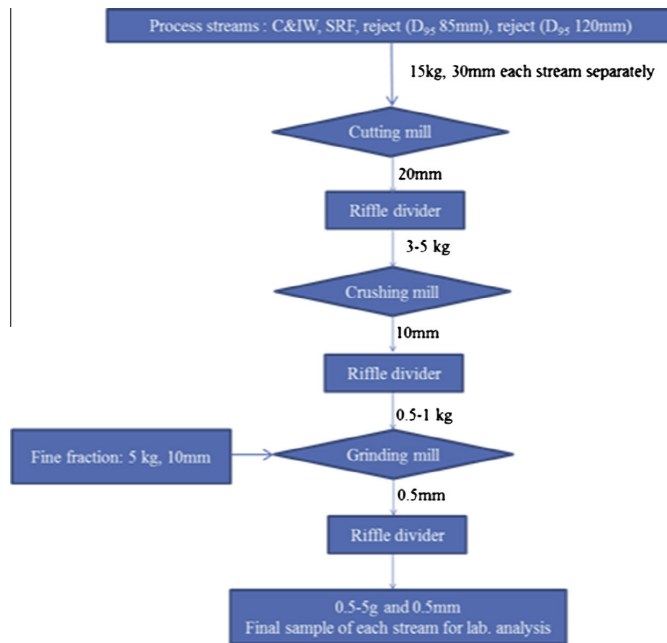 Process streams : C&IW, SRF, reject (D95 85mm), reject (D95 120mm)
15kg, 30mm each stream separately
Cutting mill
20mm
Riffle divider
3-5 kg
Crushing mill
10mm
Riffle divider
0.5-1 kg
Fine fraction: 5 kg, 10mm
Grinding mill
0.5mm
Riffle divider
0.5-5g and 0.5mm
Final sample of each stream for lab. analysis